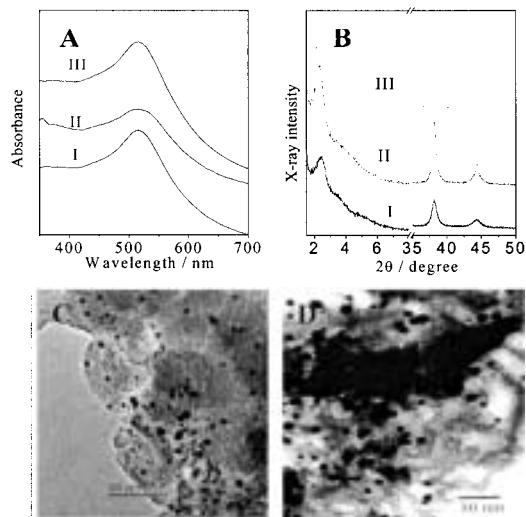 A
III
II
I
Absorbance
400 500 600 700
Wavelength / nm
B
III
II
I
X-ray intensity
2 4 6 35 40 45 50
2θ / degree
C
D